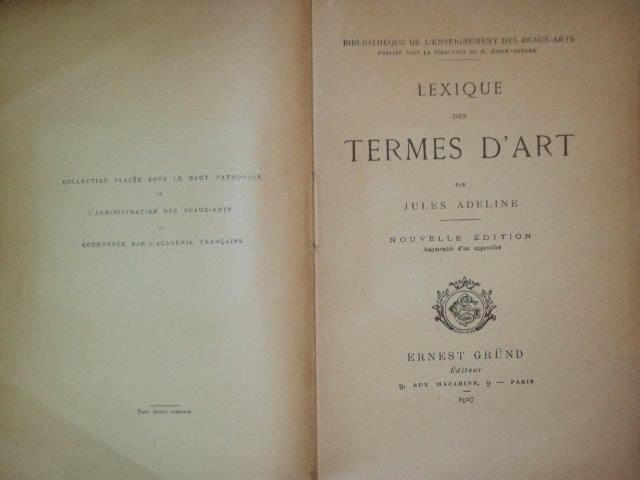 COLLECTION PLACÉE SOUS LE HAUT PATRONAGE
DE
L'ADMINISTRATION DES BEAUX-ARTS
ET
COURONNÉE PAR L'ACADÉMIE FRANÇAISE
Tous droits réservés
BIBLIOTHÈQUE DE L'ENSEIGNEMENT DES BEAUX-ARTS
PUBLIÉE SOUS LA DIRECTION DE M. ÉMILE-BAYARD
LEXIQUE
DES
TERMES D'ART
PAR
JULES ADELINE
NOUVELLE ÉDITION
Augmentée d'un appendice
ERNEST GRÜND
Éditeur
9, RUE MAZARINE, 9 — PARIS
1927